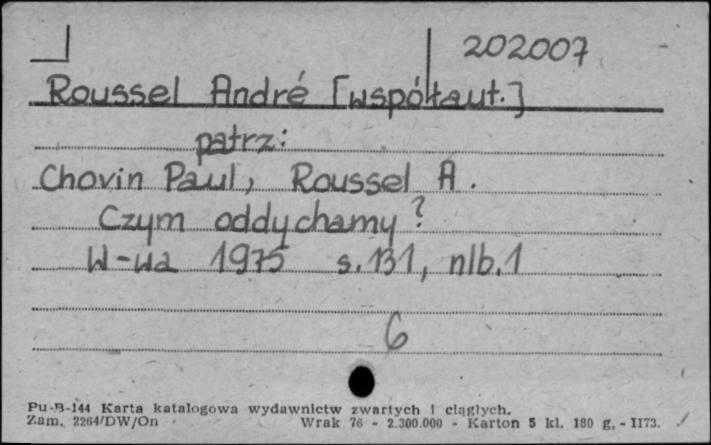 202007
Roussel André [współaut.]
patrz:
Chovin Paul, Roussel A.
Czym oddychamy?
W-wa 1975 s. 131, nlb. 1
6
Pu-B-144 Karta katalogowa wydawnictw zwartych i ciągłych.
Zam. 2264/DW/On Wrak 76 - 2.300.000 - Karton 5 kl. 180 g. - II73.